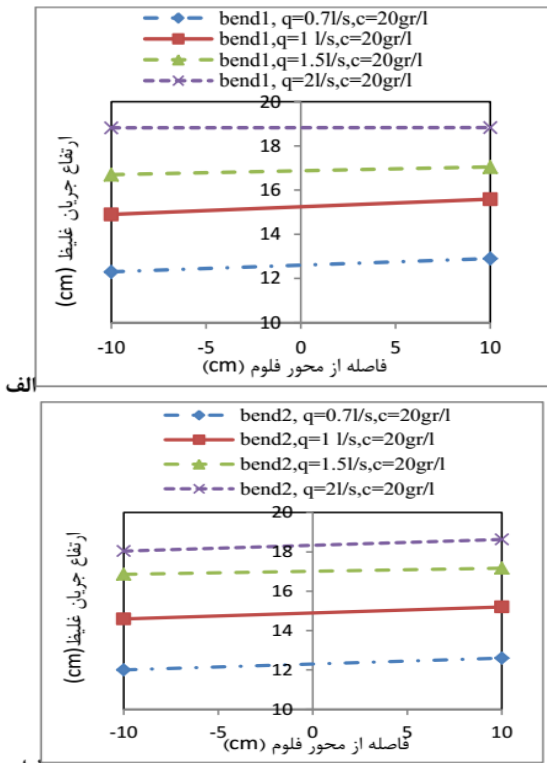 bend1, q=0.7l/s,c=20gr/l
bend1, q=1 l/s,c=20gr/l
bend1,q=1.5l/s,c=20gr/l
bend1, q=2l/s,c=20gr/l
ارتفاع جریان غلیظ (cm)
20
18
16
14
12
10
-10 -5 0 5 10
فاصله از محور فلوم (cm)
الف
bend2, q=0.7l/s,c=20gr/l
bend2,q=1 l/s,c=20gr/l
bend2,q=1.5l/s,c=20gr/l
bend2, q=2l/s,c=20gr/l
ارتفاع جریان غلیظ(cm)
20
18
16
14
12
10
-10 0 10
فاصله از محور فلوم (cm)